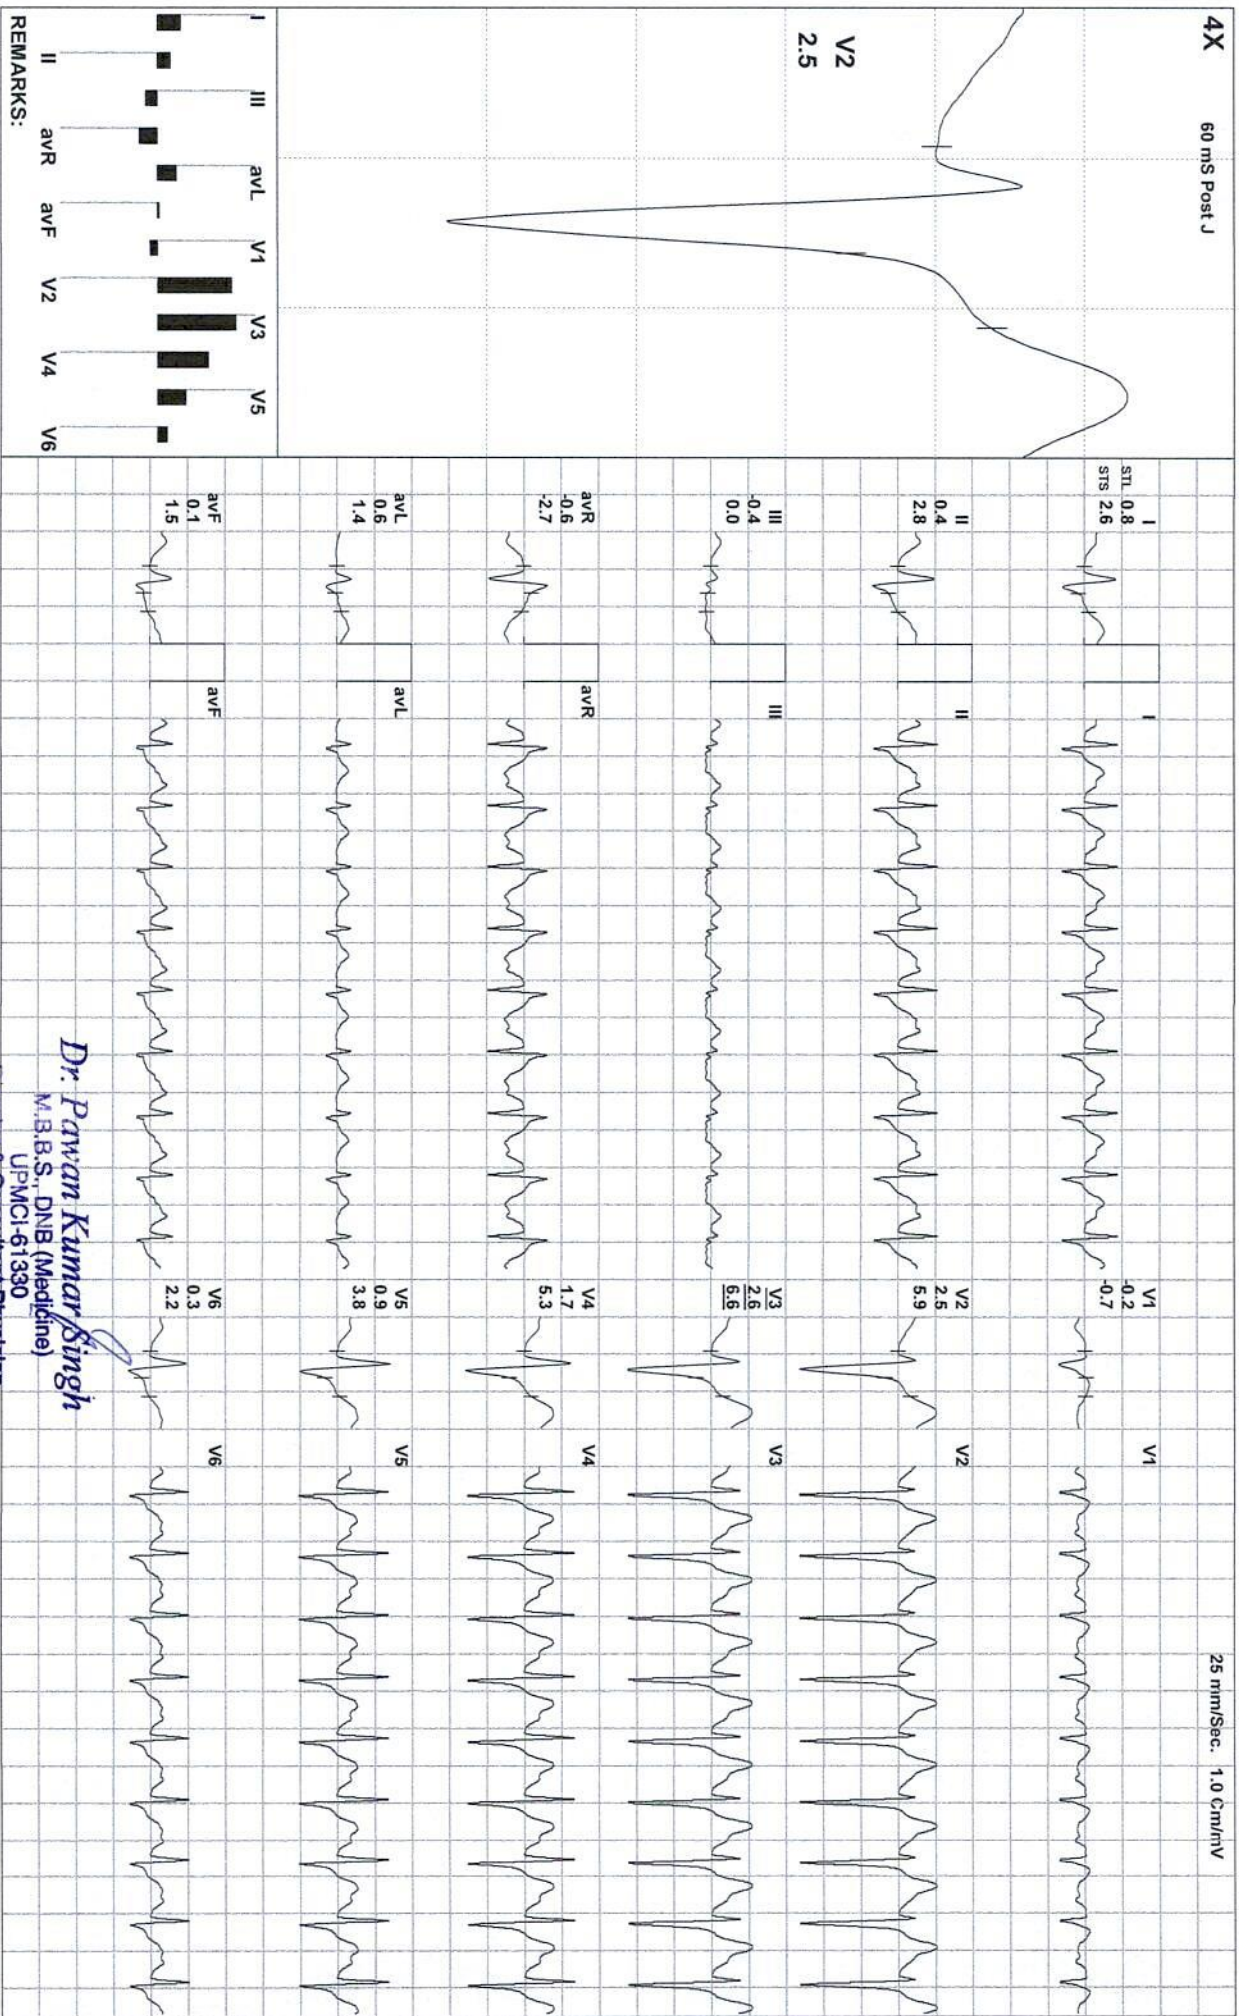 4X
60 mS Post J
25 mm/Sec. 1.0 Cm/mV
V2
2.5
I
II
III
avR
avL
avF
V1
V2
V3
V4
V5
V6
REMARKS:
I
STL 0.8
STS 2.6
I
V1
-0.2
-0.7
V1
II
0.4
2.8
II
V2
2.5
5.9
V2
III
-0.4
0.0
III
V3
2.6
6.6
V3
avR
-0.6
-2.7
avR
V4
1.7
5.3
V4
avL
0.6
1.4
avL
V5
0.9
3.8
V5
avF
0.1
1.5
avF
V6
0.3
2.2
V6
Dr. Pawan Kumar Singh
M.B.B.S., DNB (Medicine)
UPMCI-61330